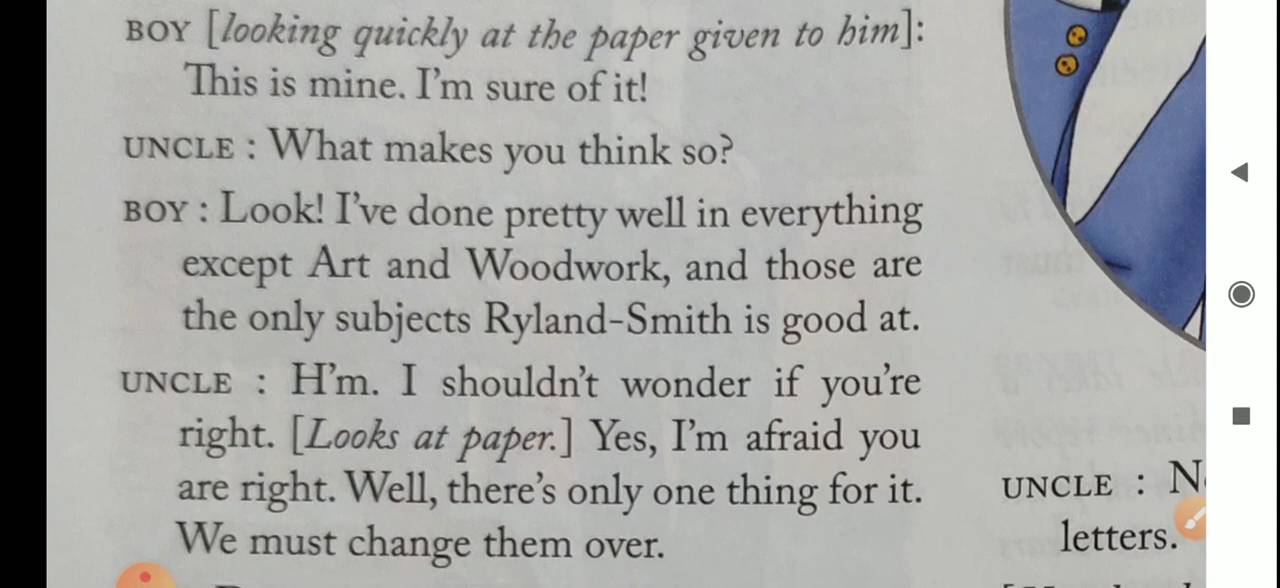 BOY [looking quickly at the paper given to him]:
This is mine. I'm sure of it!
UNCLE : What makes you think so?
BOY : Look! I've done pretty well in everything
except Art and Woodwork, and those are
the only subjects Ryland-Smith is good at.
UNCLE : H'm. I shouldn't wonder if you're
right. [Looks at paper.] Yes, I'm afraid you
are right. Well, there's only one thing for it.
We must change them over.
UNCLE :
letters.